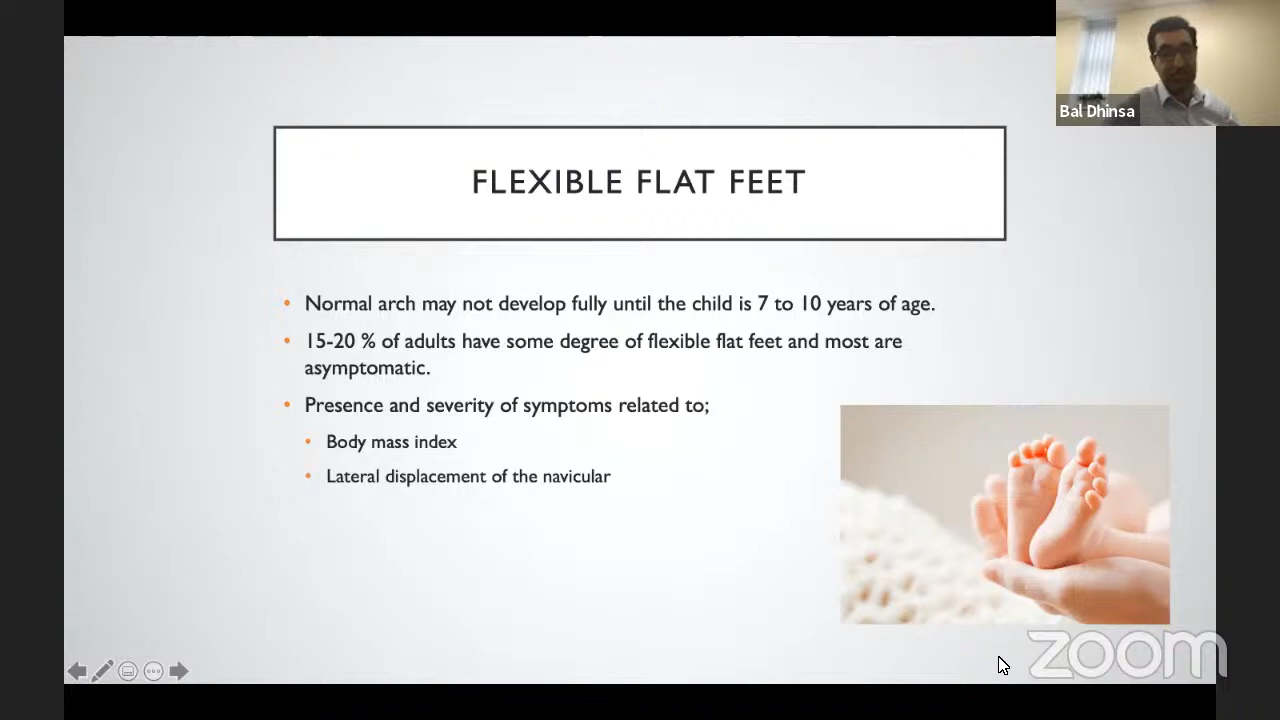 Bal Dhinsa
FLEXIBLE FLAT FEET
• Normal arch may not develop fully until the child is 7 to 10 years of age.
• 15-20 % of adults have some degree of flexible flat feet and most are
asymptomatic.
• Presence and severity of symptoms related to;
• Body mass index
• Lateral displacement of the navicular
zoom